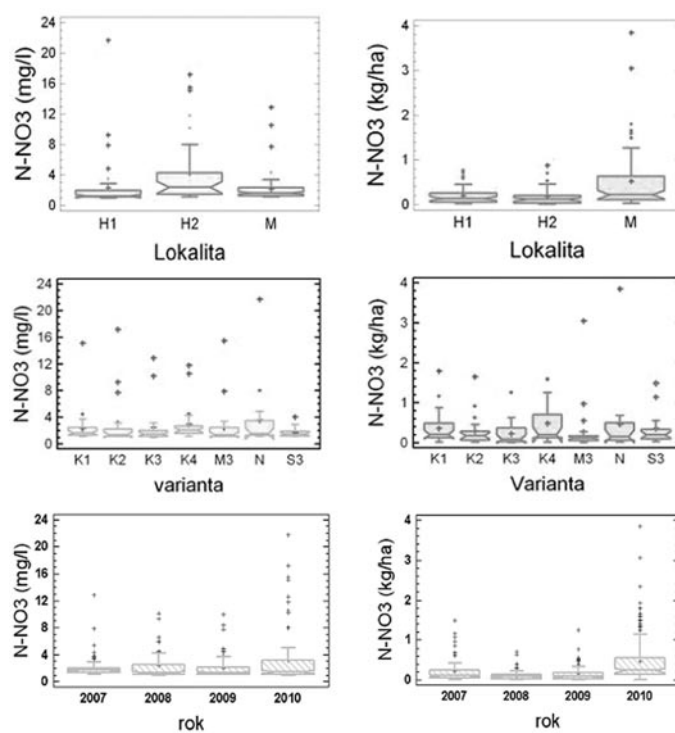 N-NO3 (mg/l)
24
20
16
12
8
4
0
H1 H2 M
Lokalita
N-NO3 (kg/ha)
4
3
2
1
0
H1 H2 M
Lokalita
N-NO3 (mg/l)
24
20
16
12
8
4
0
K1 K2 K3 K4 M3 N S3
varianta
N-NO3 (kg/ha)
4
3
2
1
0
K1 K2 K3 K4 M3 N S3
Varianta
N-NO3 (mg/l)
24
20
16
12
8
4
0
2007 2008 2009 2010
rok
N-NO3 (kg/ha)
4
3
2
1
0
2007 2008 2009 2010
rok